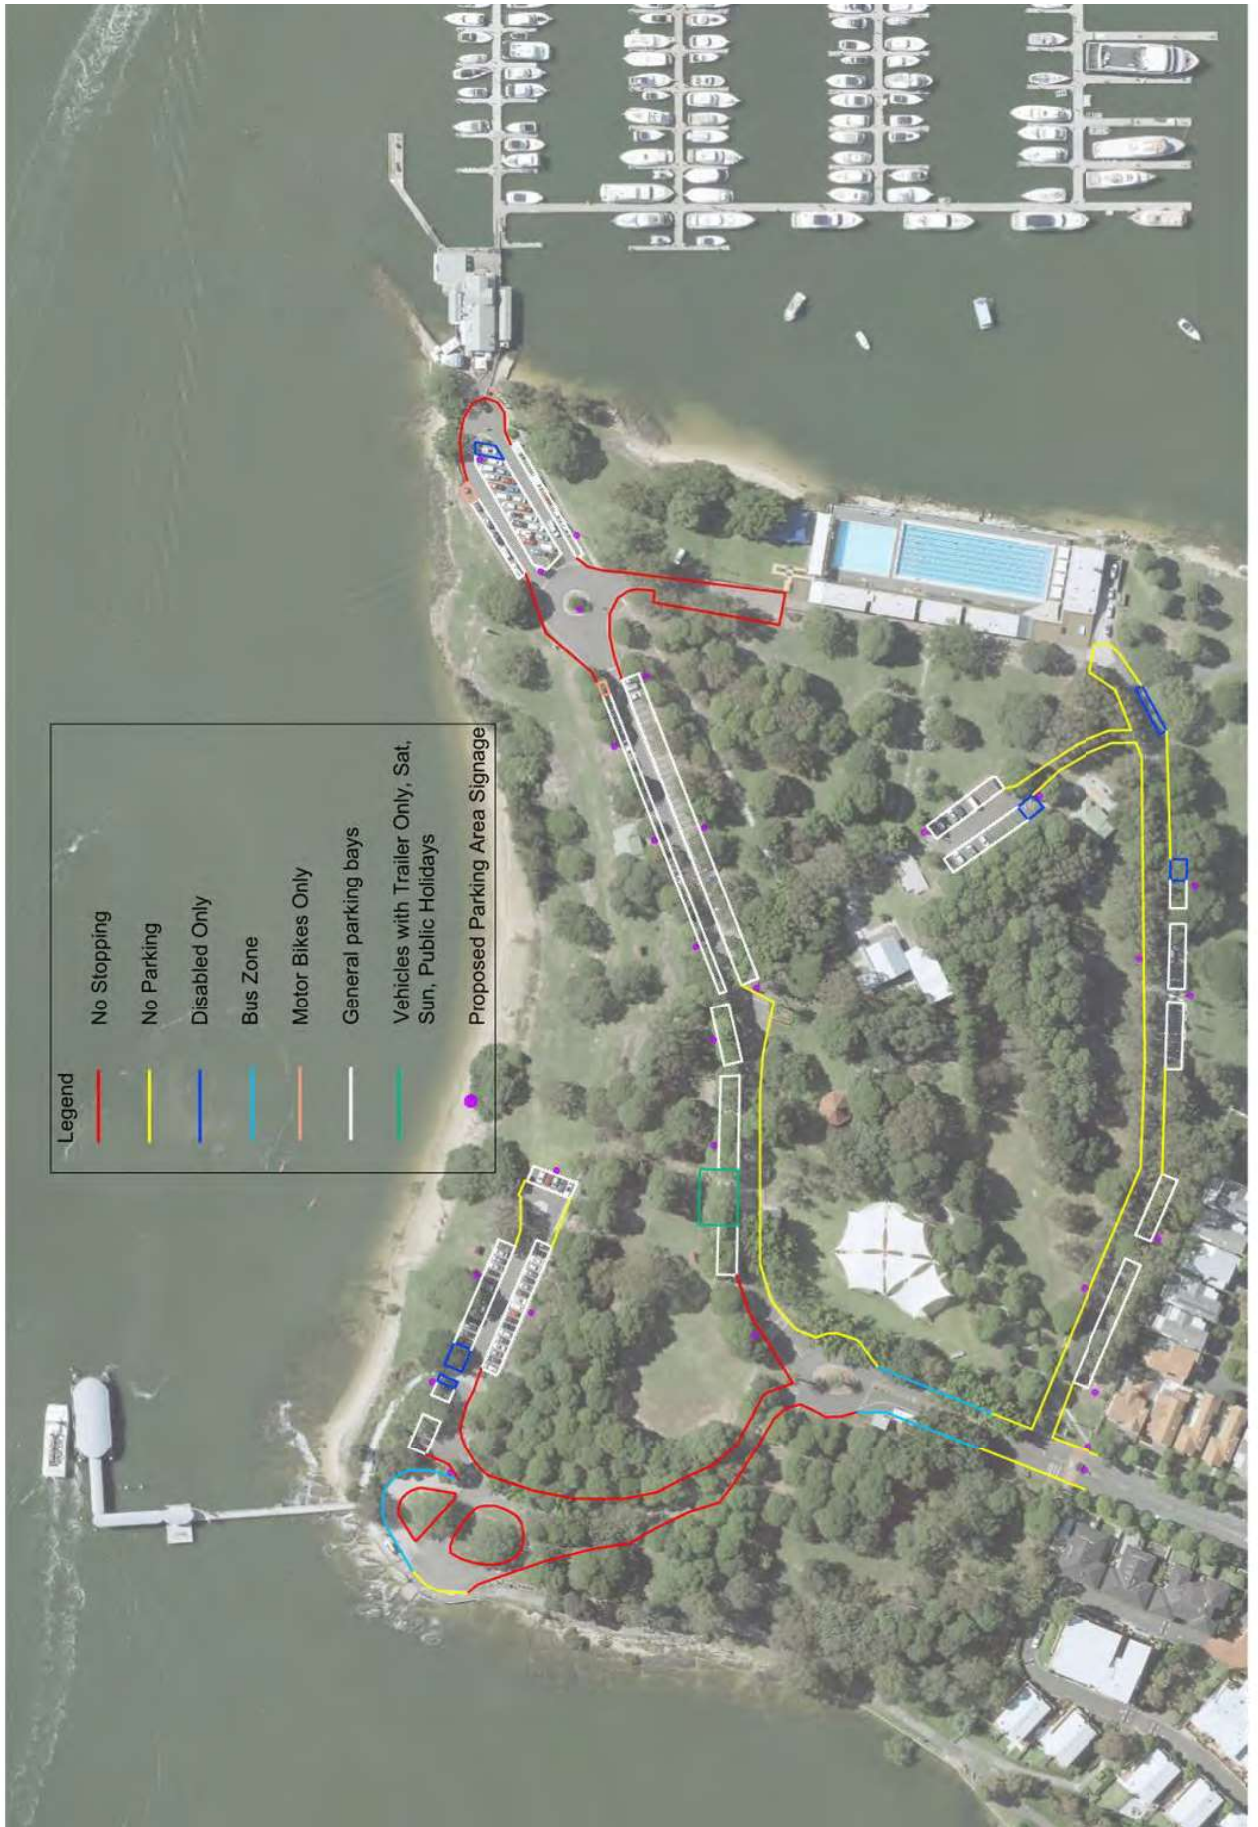 Legend
No Stopping
No Parking
Disabled Only
Bus Zone
Motor Bikes Only
General parking bays
Vehicles with Trailer Only, Sat,
Sun, Public Holidays
Proposed Parking Area Signage